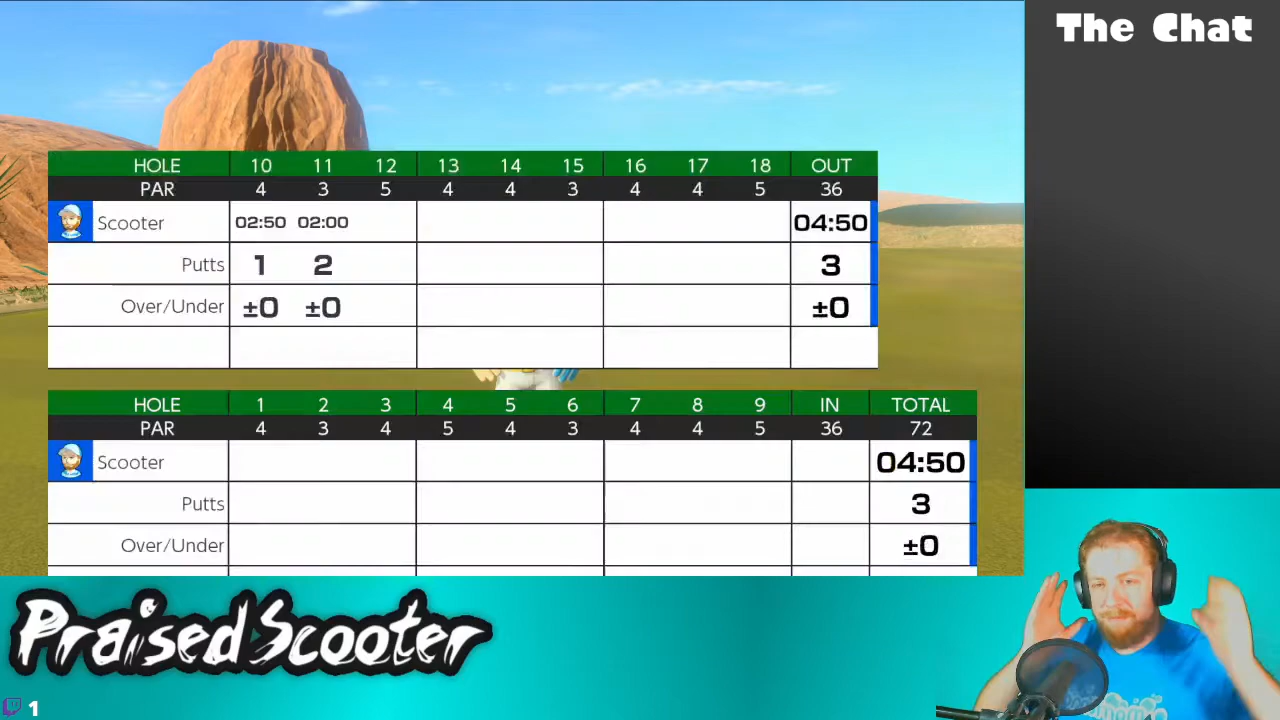 The Chat
HOLE 10 11 12 13 14 15 16 17 18 OUT
PAR 4 3 5 4 4 3 4 4 5 36
Scooter 02:50 02:00 04:50
Putts 1 2 3
Over/Under ±0 ±0 ±0
HOLE 1 2 3 4 5 6 7 8 9 IN TOTAL
PAR 4 3 4 5 4 3 4 4 5 36 72
Scooter 04:50
Putts 3
Over/Under ±0
PraisedScooter
1